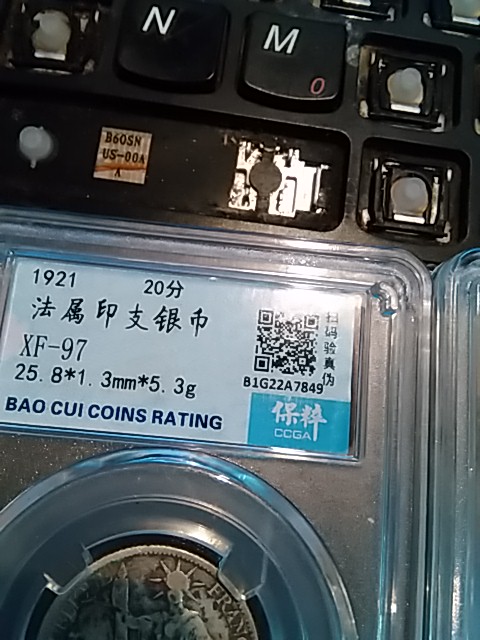 N
M
0
B60SN
US-00A
A
1921
20分
法属印支银币
XF-97
25.8*1.3mm*5.3g
扫码验真伪
B1G22A7849
BAO CUI COINS RATING
保粹
CCGA